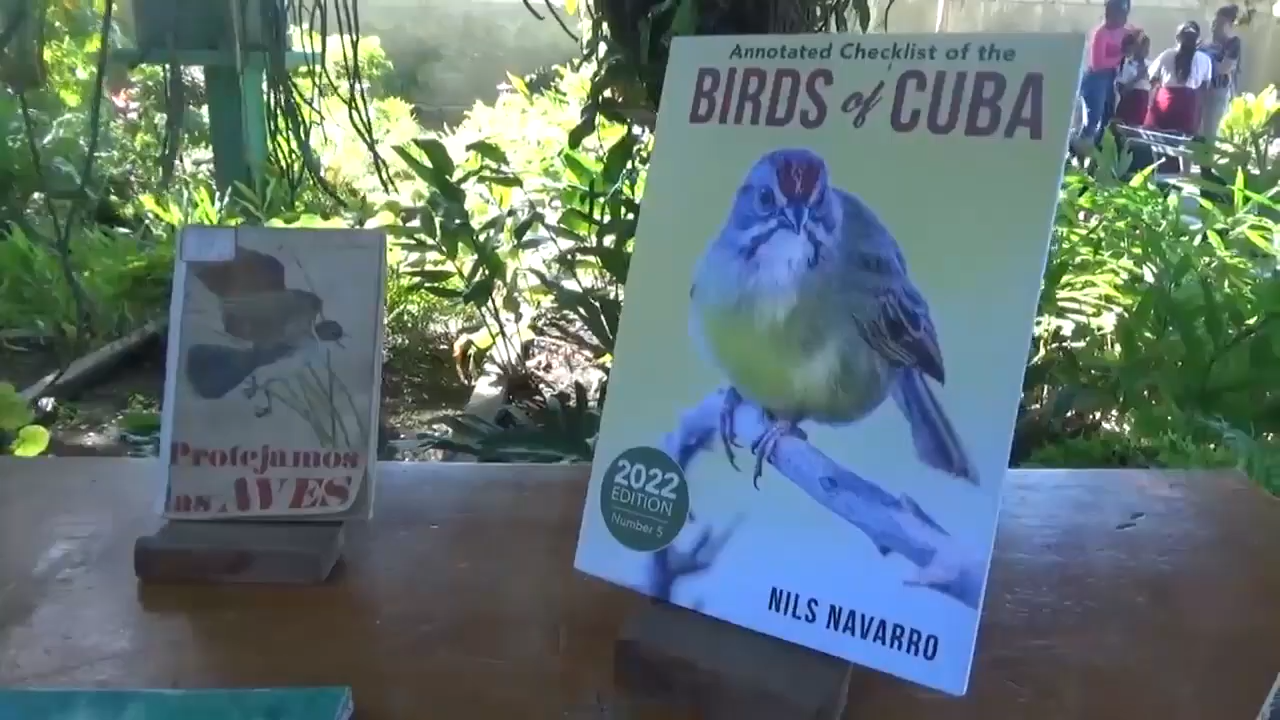 Protejamos
las AVES
Annotated Checklist of the
BIRDS of CUBA
2022
EDITION
Number 5
NILS NAVARRO